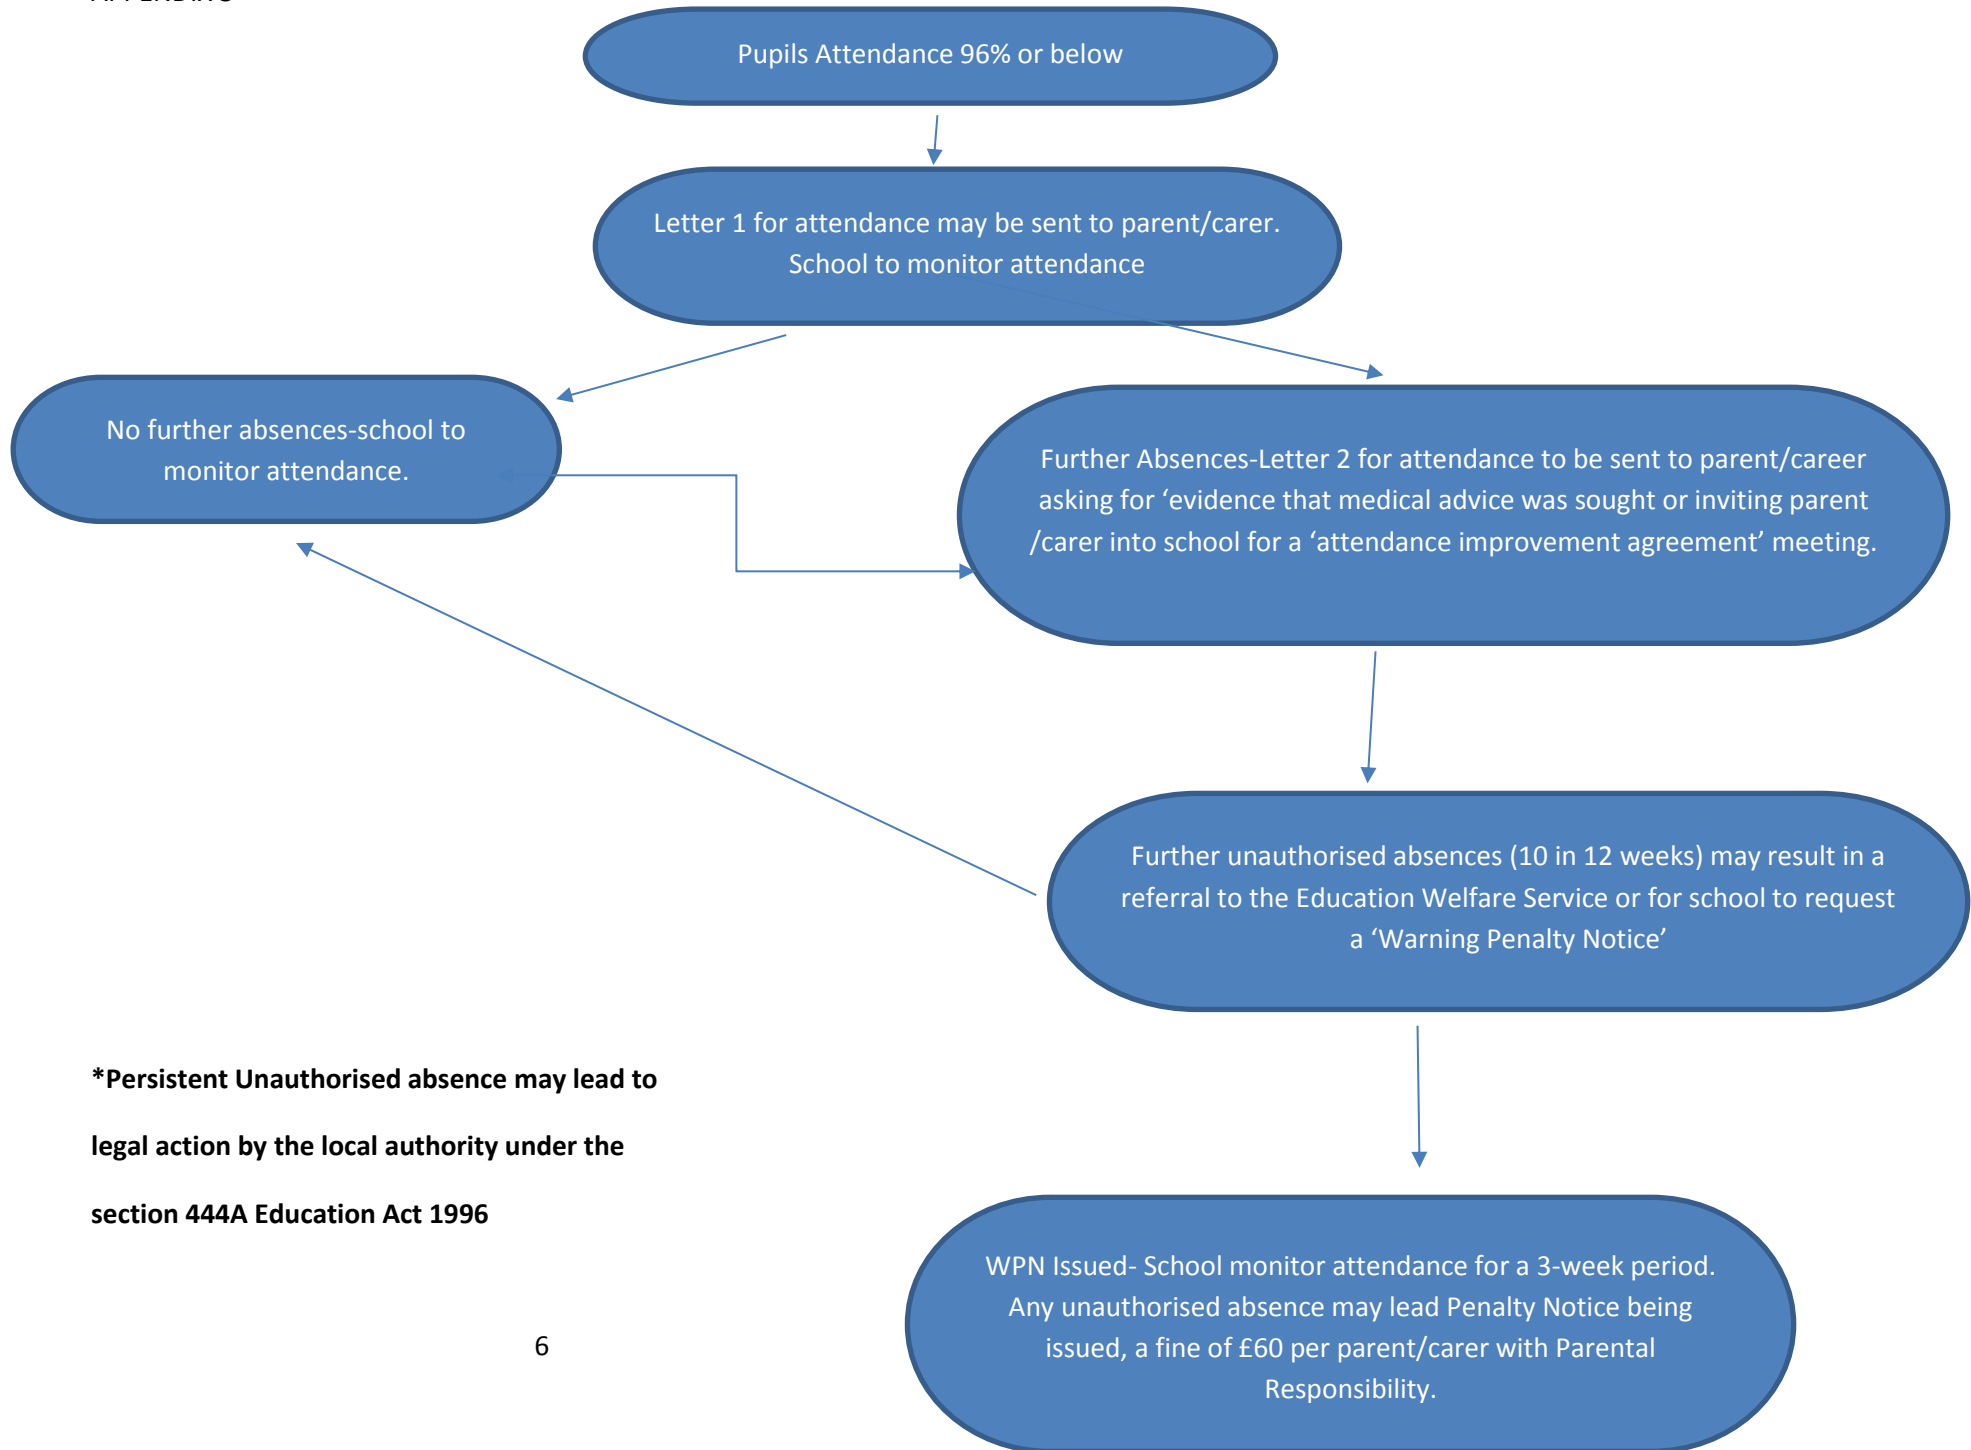 Pupils Attendance 96% or below
Letter 1 for attendance may be sent to parent/carer.
School to monitor attendance
No further absences-school to
monitor attendance.
Further Absences-Letter 2 for attendance to be sent to parent/career
asking for ‘evidence that medical advice was sought or inviting parent
/carer into school for a ‘attendance improvement agreement’ meeting.
Further unauthorised absences (10 in 12 weeks) may result in a
referral to the Education Welfare Service or for school to request
a ‘Warning Penalty Notice’
*Persistent Unauthorised absence may lead to
legal action by the local authority under the
section 444A Education Act 1996
WPN Issued- School monitor attendance for a 3-week period.
Any unauthorised absence may lead Penalty Notice being
issued, a fine of £60 per parent/carer with Parental
Responsibility.
6